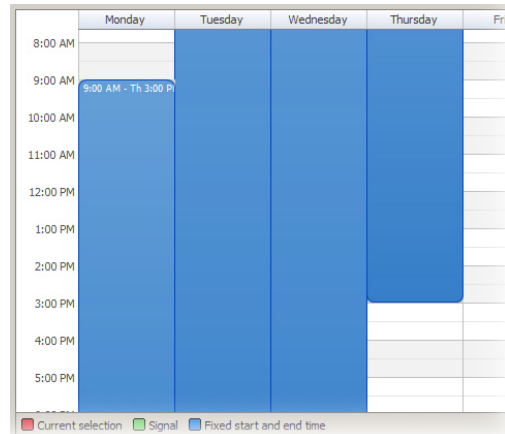 Monday Tuesday Wednesday Thursday Fri
8:00 AM
9:00 AM
9:00 AM - Th 3:00 P
10:00 AM
11:00 AM
12:00 PM
1:00 PM
2:00 PM
3:00 PM
4:00 PM
5:00 PM
Current selection Signal Fixed start and end time